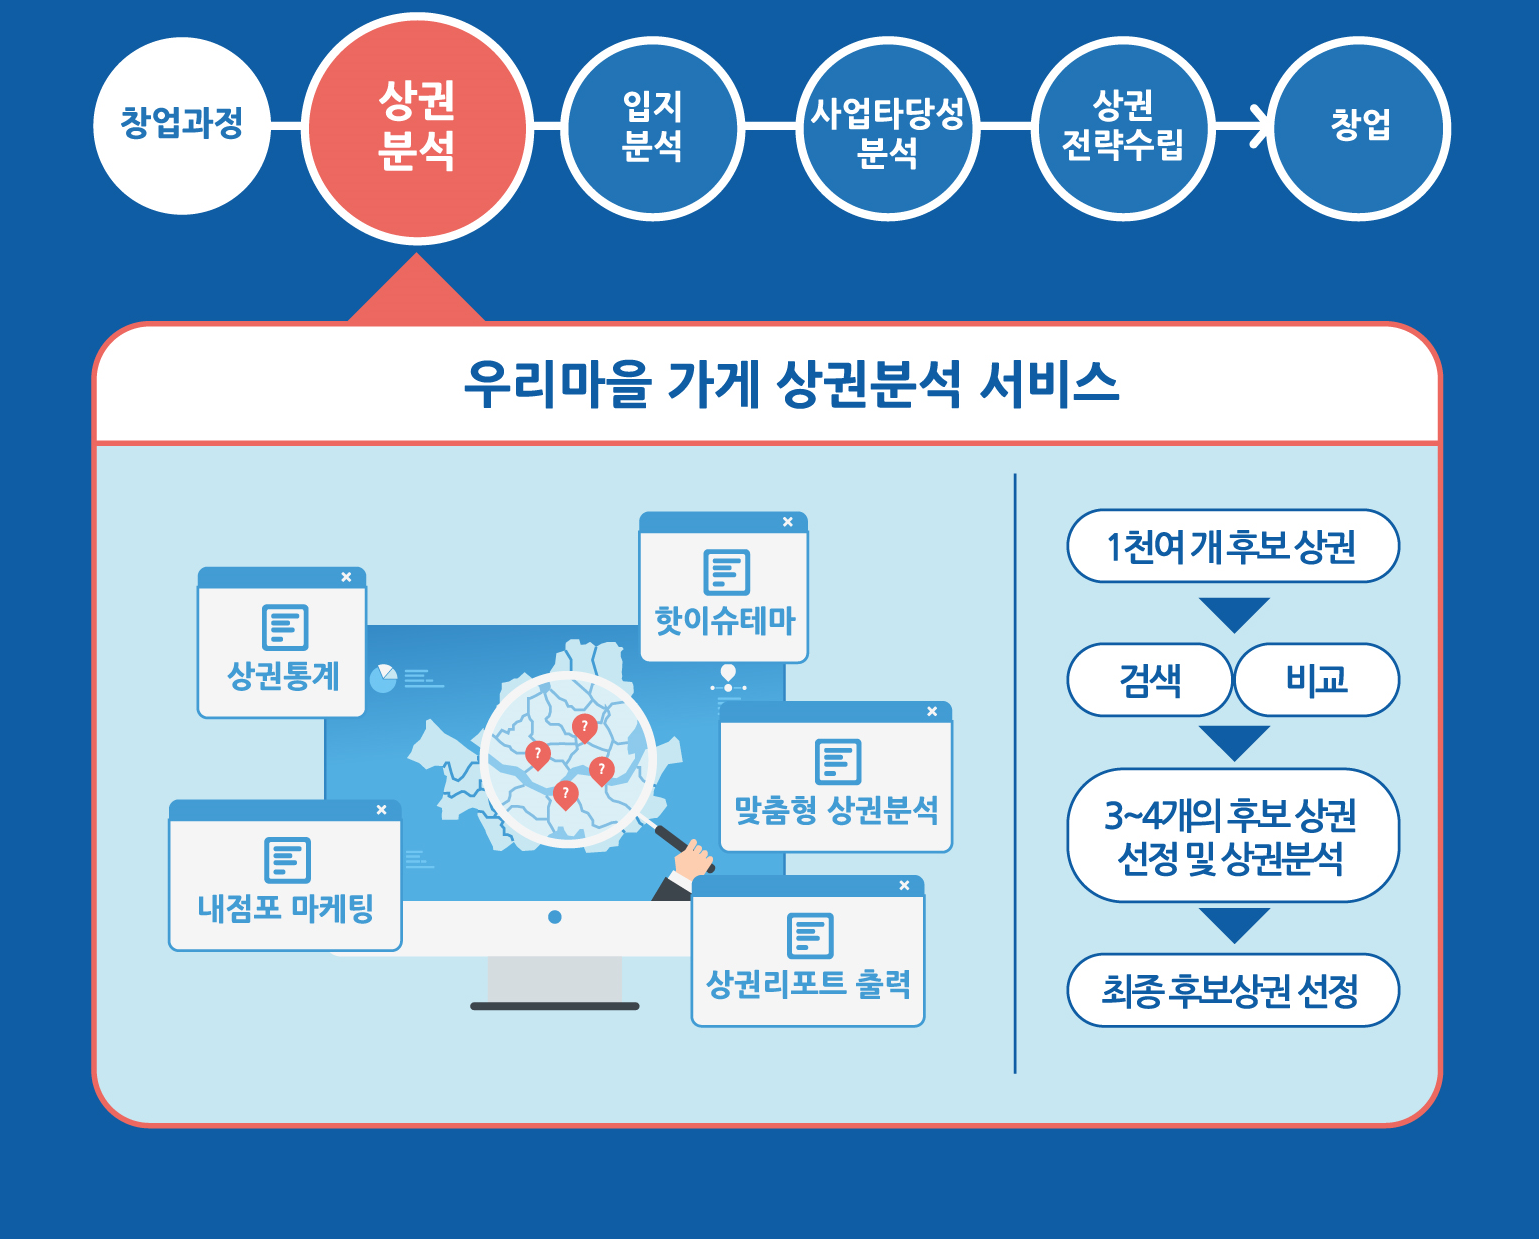 창업과정
상권
분석
입지
분석
사업타당성
분석
상권
전략수립
창업
우리마을 가게 상권분석 서비스
상권통계
핫이슈테마
맞춤형 상권분석
내점포 마케팅
상권리포트 출력
?
?
?
?
1천여 개 후보 상권
검색
비교
3~4개의 후보 상권
선정 및 상권분석
최종 후보상권 선정